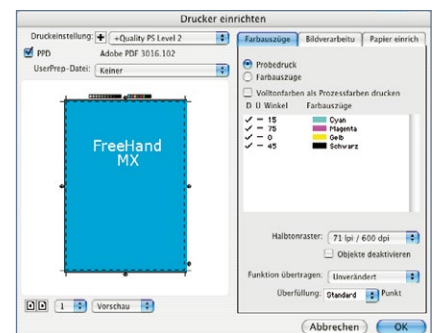 Drucker einrichten
Druckeinstellung: +Quality PS Level 2
PPD Adobe PDF 3016.102
UserPrep-Datei: Keiner
FreeHand
MX
1 Vorschau
Farbauszüge Bildverarbeitu Papier einrich
Probedruck
Farbauszüge
Volltonfarben als Prozessfarben drucken
D Ü Winkel Farbauszüge
15 Cyan
75 Magenta
0 Gelb
45 Schwarz
Halbtonraster: 71 lpi / 600 dpi
Objekte deaktivieren
Funktion übertragen: Unverändert
Überfüllung: Standard Punkt
Abbrechen OK